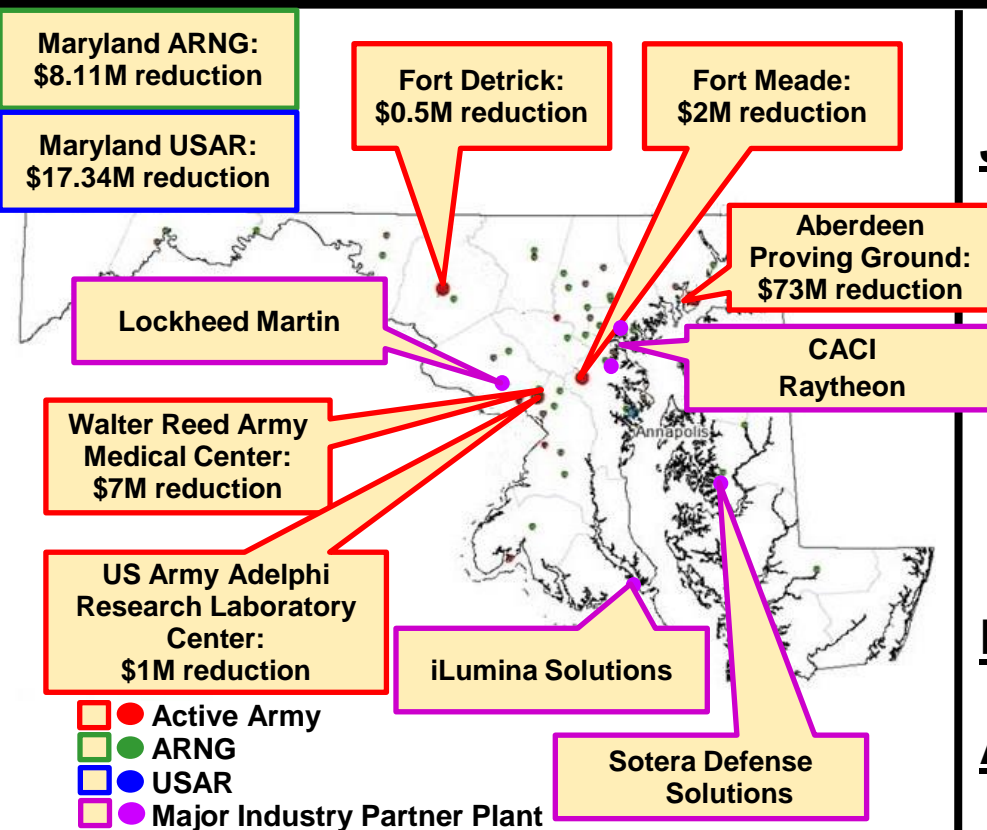 Maryland ARNG:
$8.11M reduction
Maryland USAR:
$17.34M reduction
Fort Detrick:
$0.5M reduction
Fort Meade:
$2M reduction
Aberdeen
Proving Ground:
$73M reduction
Lockheed Martin
CACI
Raytheon
Walter Reed Army
Medical Center:
$7M reduction
Annapolis
US Army Adelphi
Research Laboratory
Center:
$1M reduction
iLumina Solutions
Sotera Defense
Solutions
Active Army
ARNG
USAR
Major Industry Partner Plant